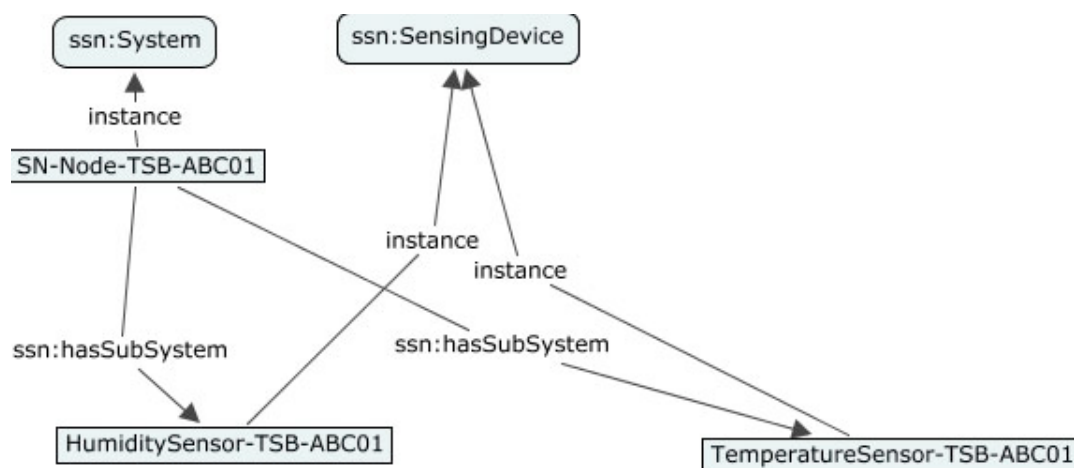 ssn:System
ssn:SensingDevice
instance
SN-Node-TSB-ABC01
instance
instance
ssn:hasSubSystem
ssn:hasSubSystem
HumiditySensor-TSB-ABC01
TemperatureSensor-TSB-ABC01